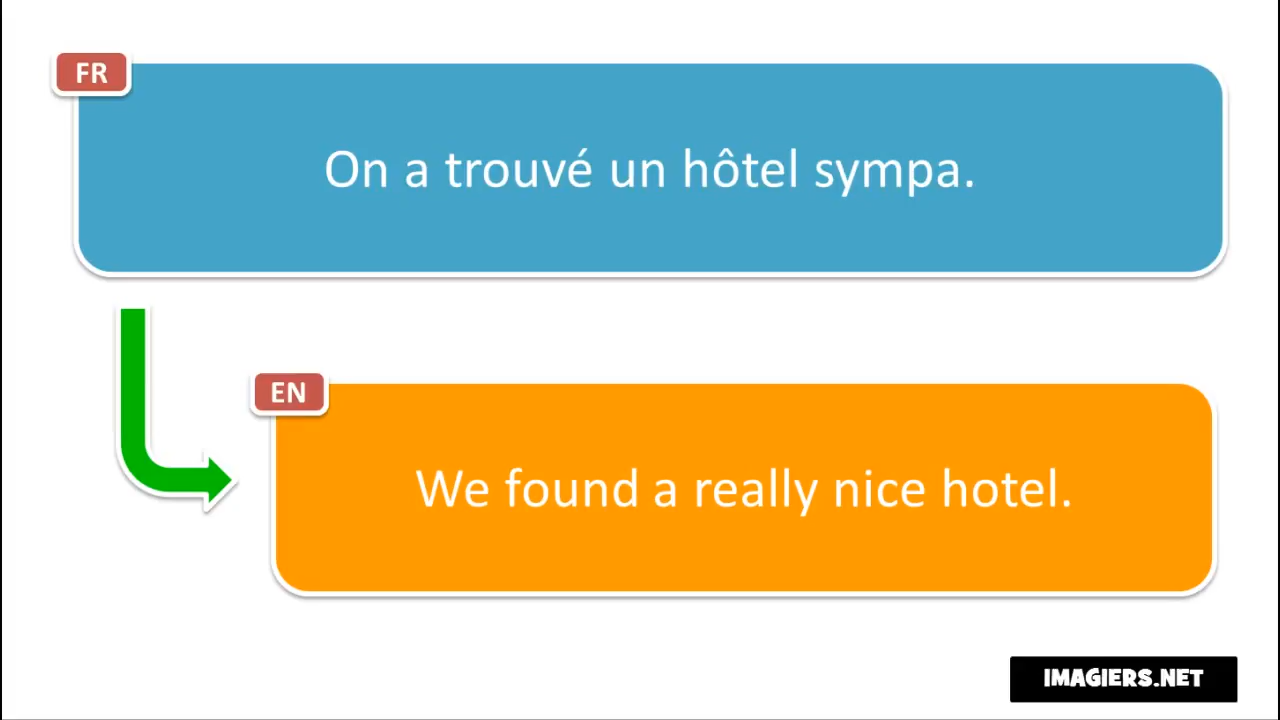 FR
On a trouvé un hôtel sympa.
EN
We found a really nice hotel.
IMAGIERS.NET